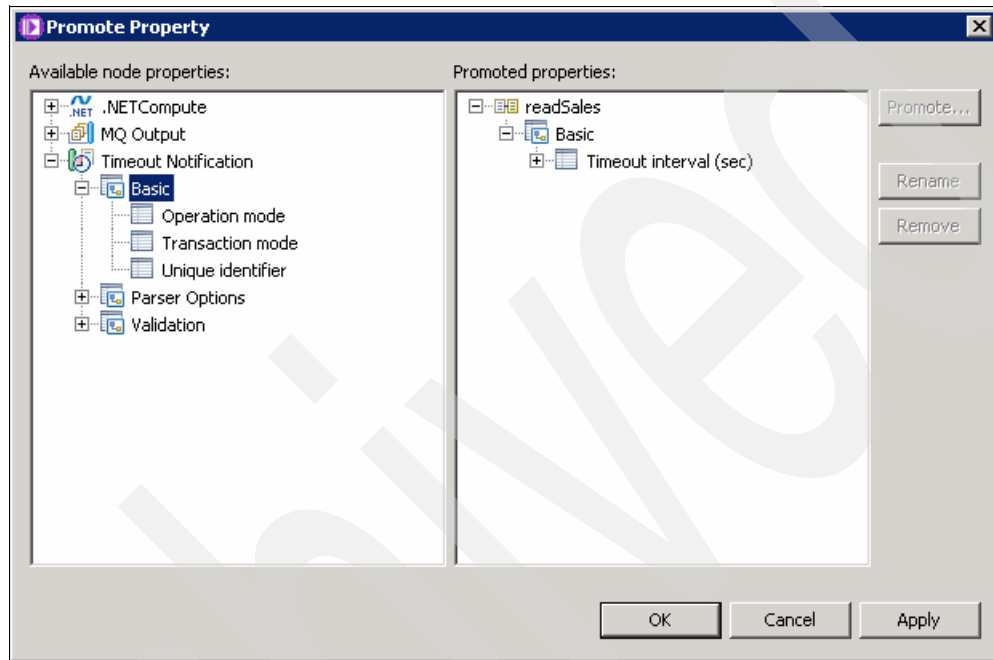 Promote Property
Available node properties:
.NETCompute
MQ Output
Timeout Notification
Basic
Operation mode
Transaction mode
Unique identifier
Parser Options
Validation
Promoted properties:
readSales
Basic
Timeout interval (sec)
Promote...
Rename
Remove
OK
Cancel
Apply